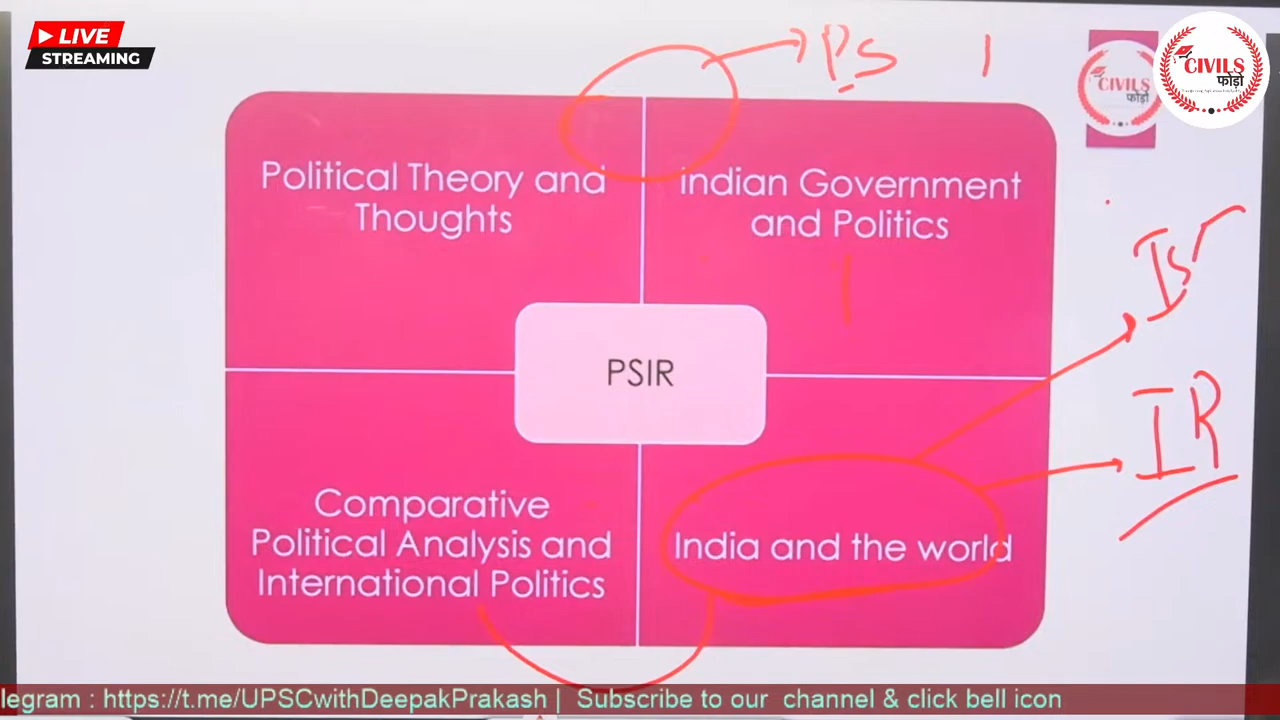 LIVE
STREAMING
PS
CIVILS
फोड़ो
CIVILS
फोड़ो
Political Theory and
Thoughts
Indian Government
and Politics
PSIR
IR
Comparative
Political Analysis and
International Politics
India and the world
legram : https://t.me/UPSCwithDeepakPrakash | Subscribe to our channel & click bell icon